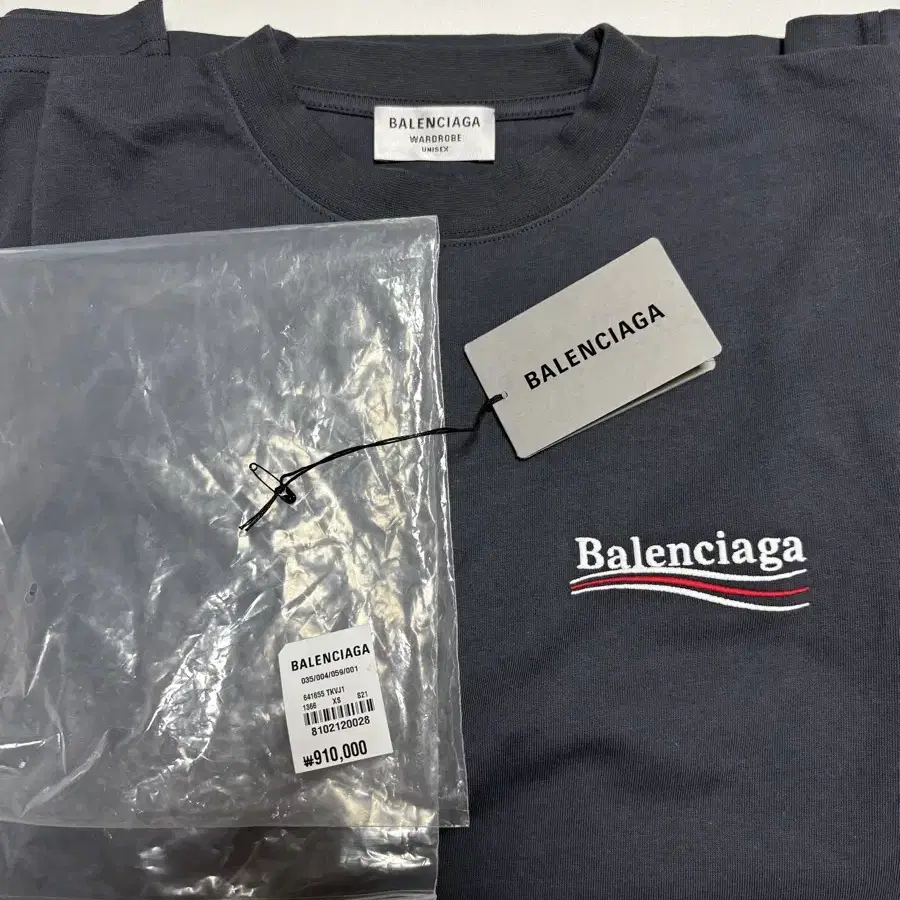 BALENCIAGA
WARDROBE
UNISEX
BALENCIAGA
Balenciaga
BALENCIAGA
035/004/059/001
641655 TKVJ1
1366 XS S21
8102120028
₩910,000